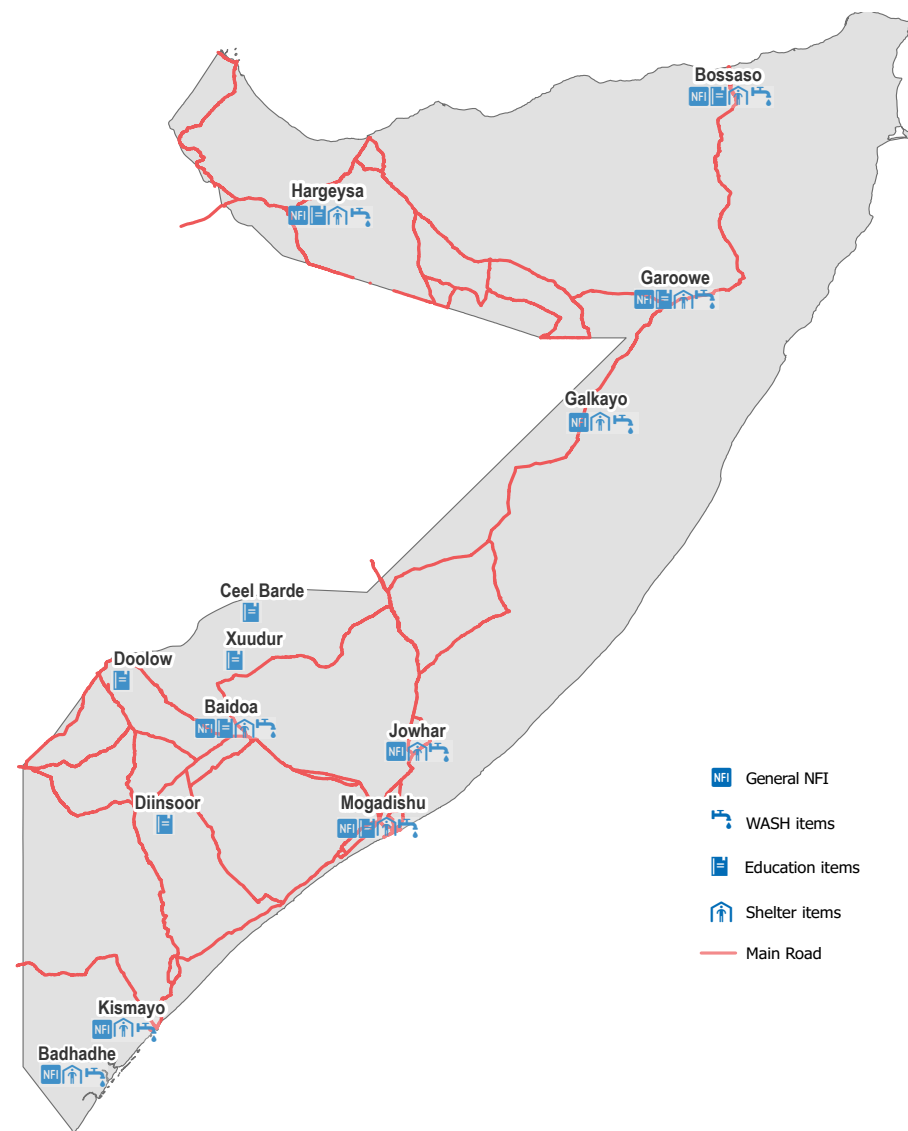 Bossaso
NFI
Hargeysa
NFI
Garoowe
NFI
Galkayo
NFI
Ceel Barde
Xuudur
Doolow
Baidoa
NFI
Jowhar
NFI
NFI General NFI
Diinsoor
Mogadishu
NFI
WASH items
Education items
Shelter items
Main Road
Kismayo
NFI
Badhadhe
NFI